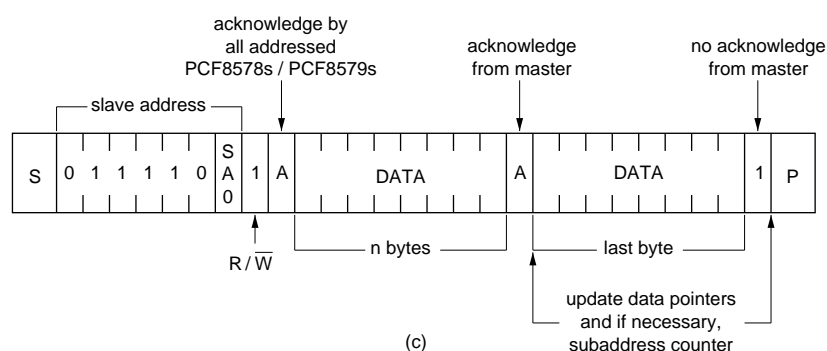 acknowledge by
all addressed
PCF8578s / PCF8579s
acknowledge
from master
no acknowledge
from master
slave address
S 0 1 1 1 1 0 SA0 1 A DATA A DATA 1 P
R / W̅
n bytes
last byte
update data pointers
and if necessary,
subaddress counter
(c)